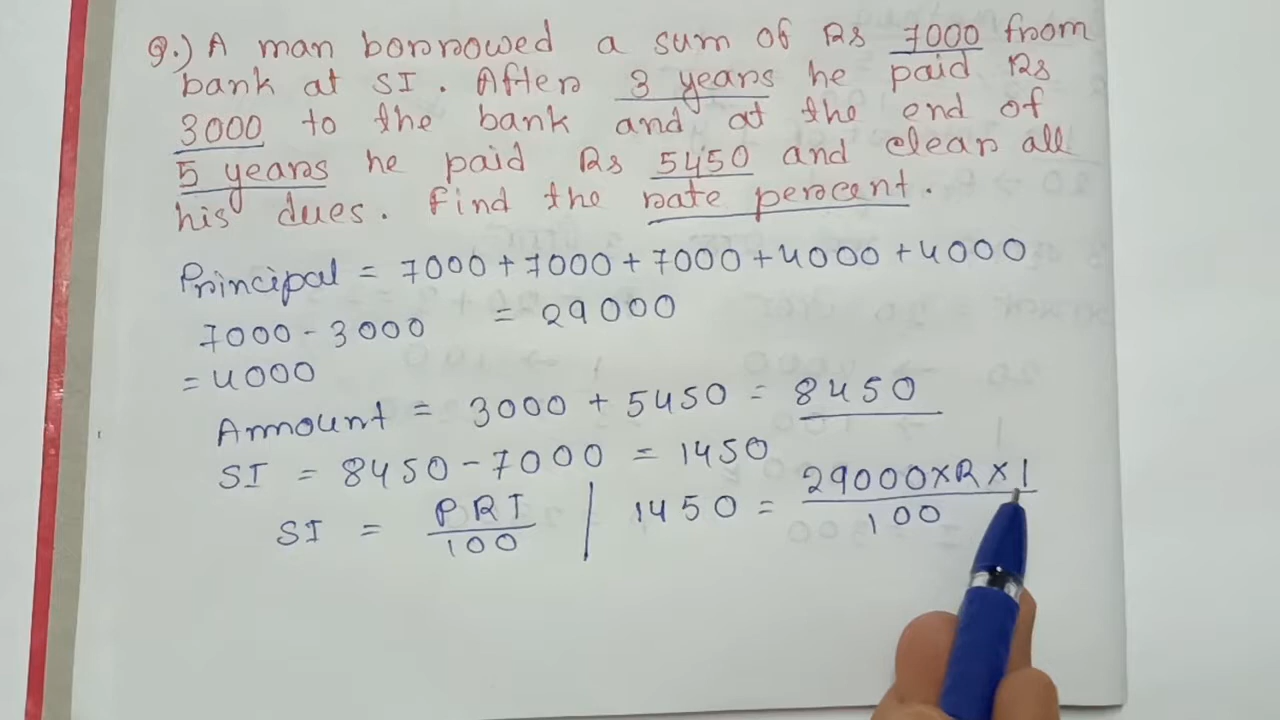 Q.) A man borrowed a sum of Rs 7000 from
bank at SI. After 3 years he paid Rs
3000 to the bank and at the end of
5 years he paid Rs 5450 and clear all
his dues. find the rate percent.
Principal = 7000 + 7000 + 7000 + 4000 + 4000
7000 - 3000 = 29000
= 4000
Amount = 3000 + 5450 = 8450
SI = 8450 - 7000 = 1450
SI = PRT/100 | 1450 = 29000×R×1/100